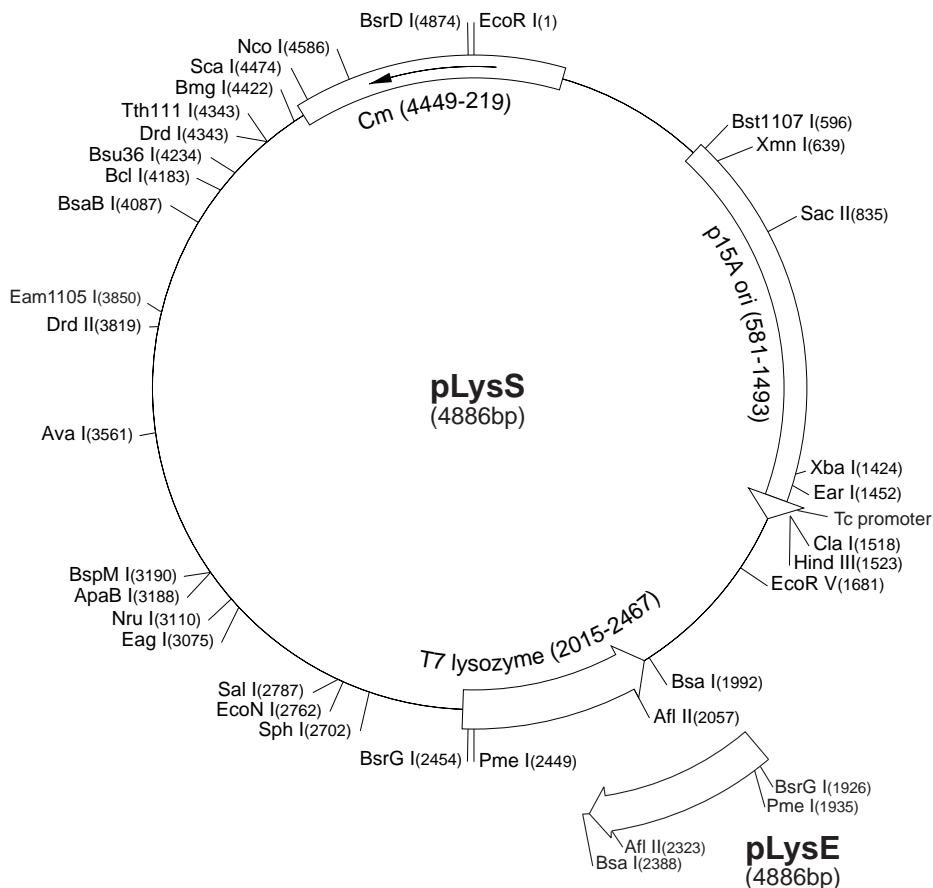 BsrD I(4874)
EcoR I(1)
Nco I(4586)
Sca I(4474)
Bmg I(4422)
Tth111 I(4343)
Drd I(4343)
Bsu36 I(4234)
Bcl I(4183)
BsaB I(4087)
Eam1105 I(3850)
Drd II(3819)
Ava I(3561)
BspM I(3190)
ApaB I(3188)
Nru I(3110)
Eag I(3075)
Sal I(2787)
EcoN I(2762)
Sph I(2702)
BsrG I(2454)
Pme I(2449)
Cm (4449-219)
Bst1107 I(596)
Xmn I(639)
Sac II(835)
p15A ori (581-1493)
pLysS
(4886bp)
Xba I(1424)
Ear I(1452)
Tc promoter
Cla I(1518)
Hind III(1523)
EcoR V(1681)
T7 lysozyme (2015-2467)
Bsa I(1992)
Afl II(2057)
BsrG I(1926)
Pme I(1935)
Afl II(2323)
Bsa I(2388)
pLysE
(4886bp)